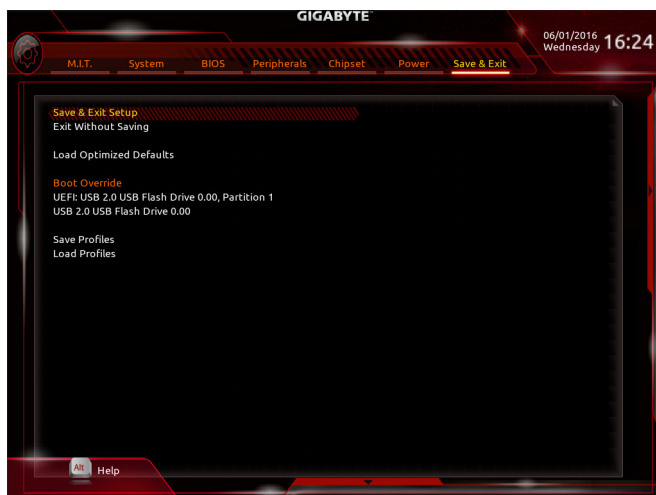 GIGABYTE™
06/01/2016
Wednesday
16:24
M.I.T. System BIOS Peripherals Chipset Power Save & Exit
Save & Exit Setup
Exit Without Saving
Load Optimized Defaults
Boot Override
UEFI: USB 2.0 USB Flash Drive 0.00, Partition 1
USB 2.0 USB Flash Drive 0.00
Save Profiles
Load Profiles
Alt Help